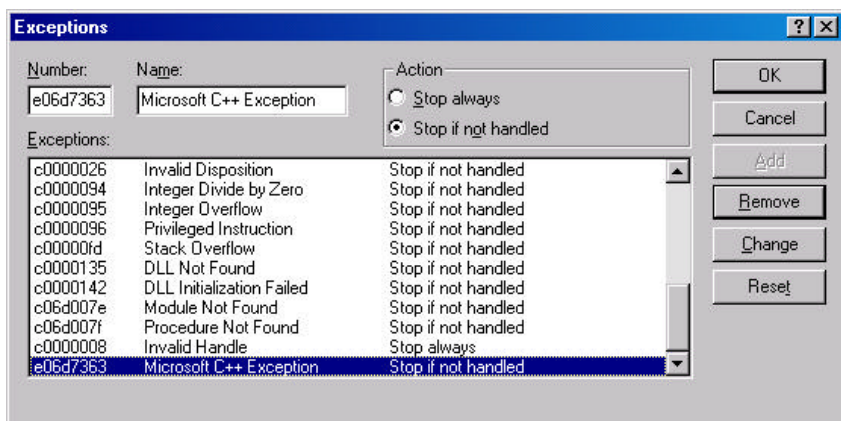 Exceptions
Number: Name:
e06d7363 Microsoft C++ Exception
Action
Stop always
Stop if not handled
Exceptions:
c0000026 Invalid Disposition Stop if not handled
c0000094 Integer Divide by Zero Stop if not handled
c0000095 Integer Overflow Stop if not handled
c0000096 Privileged Instruction Stop if not handled
c00000fd Stack Overflow Stop if not handled
c0000135 DLL Not Found Stop if not handled
c0000142 DLL Initialization Failed Stop if not handled
c06d007e Module Not Found Stop if not handled
c06d007f Procedure Not Found Stop if not handled
c0000008 Invalid Handle Stop always
e06d7363 Microsoft C++ Exception Stop if not handled
OK
Cancel
Add
Remove
Change
Reset